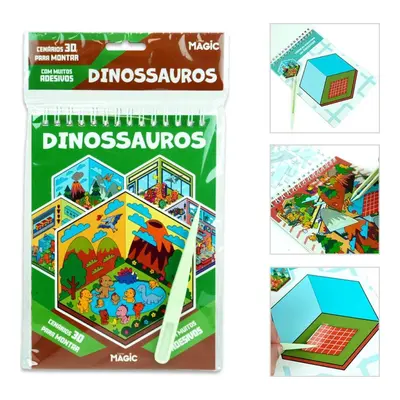 CENÁRIOS 3D
PARA MONTAR
COM MUITOS
ADESIVOS
MAGIC
DINOSSAUROS
DINOSSAUROS
CENÁRIOS 3D
PARA MONTAR
COM MUITOS
ADESIVOS
MAGIC